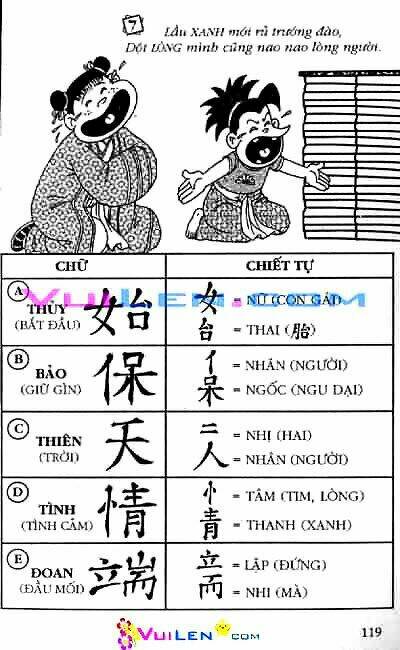 7
Lầu XANH mới rủ trướng đào,
Dột LÒNG mình cũng nao nao lòng người.
CHỮ CHIẾT TỰ
A THỦY (BẮT ĐẦU) 始
女 = NỮ (CON GÁI)
台 = THAI (胎)
B BẢO (GIỮ GÌN) 保
亻 = NHÂN (NGƯỜI)
呆 = NGỐC (NGU DẠI)
C THIÊN (TRỜI) 天
二 = NHỊ (HAI)
人 = NHÂN (NGƯỜI)
D TÌNH (TÌNH CẢM) 情
忄 = TÂM (TIM, LÒNG)
青 = THANH (XANH)
E ĐOAN (ĐẦU MỐI) 端
立 = LẬP (ĐỨNG)
而 = NHI (MÀ)
VUILEN.COM
119
VUILEN.COM